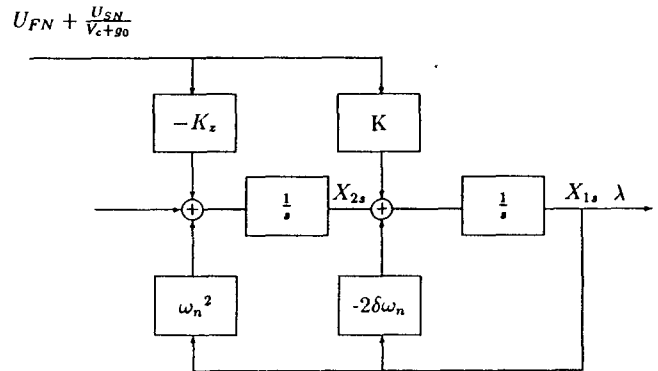 U_{FN} + \frac{U_{SN}}{V_c + g_0}
-K_z K
+ \frac{1}{s} X_{2s} + \frac{1}{s} X_{1s} λ
ω_n^2 -2δω_n